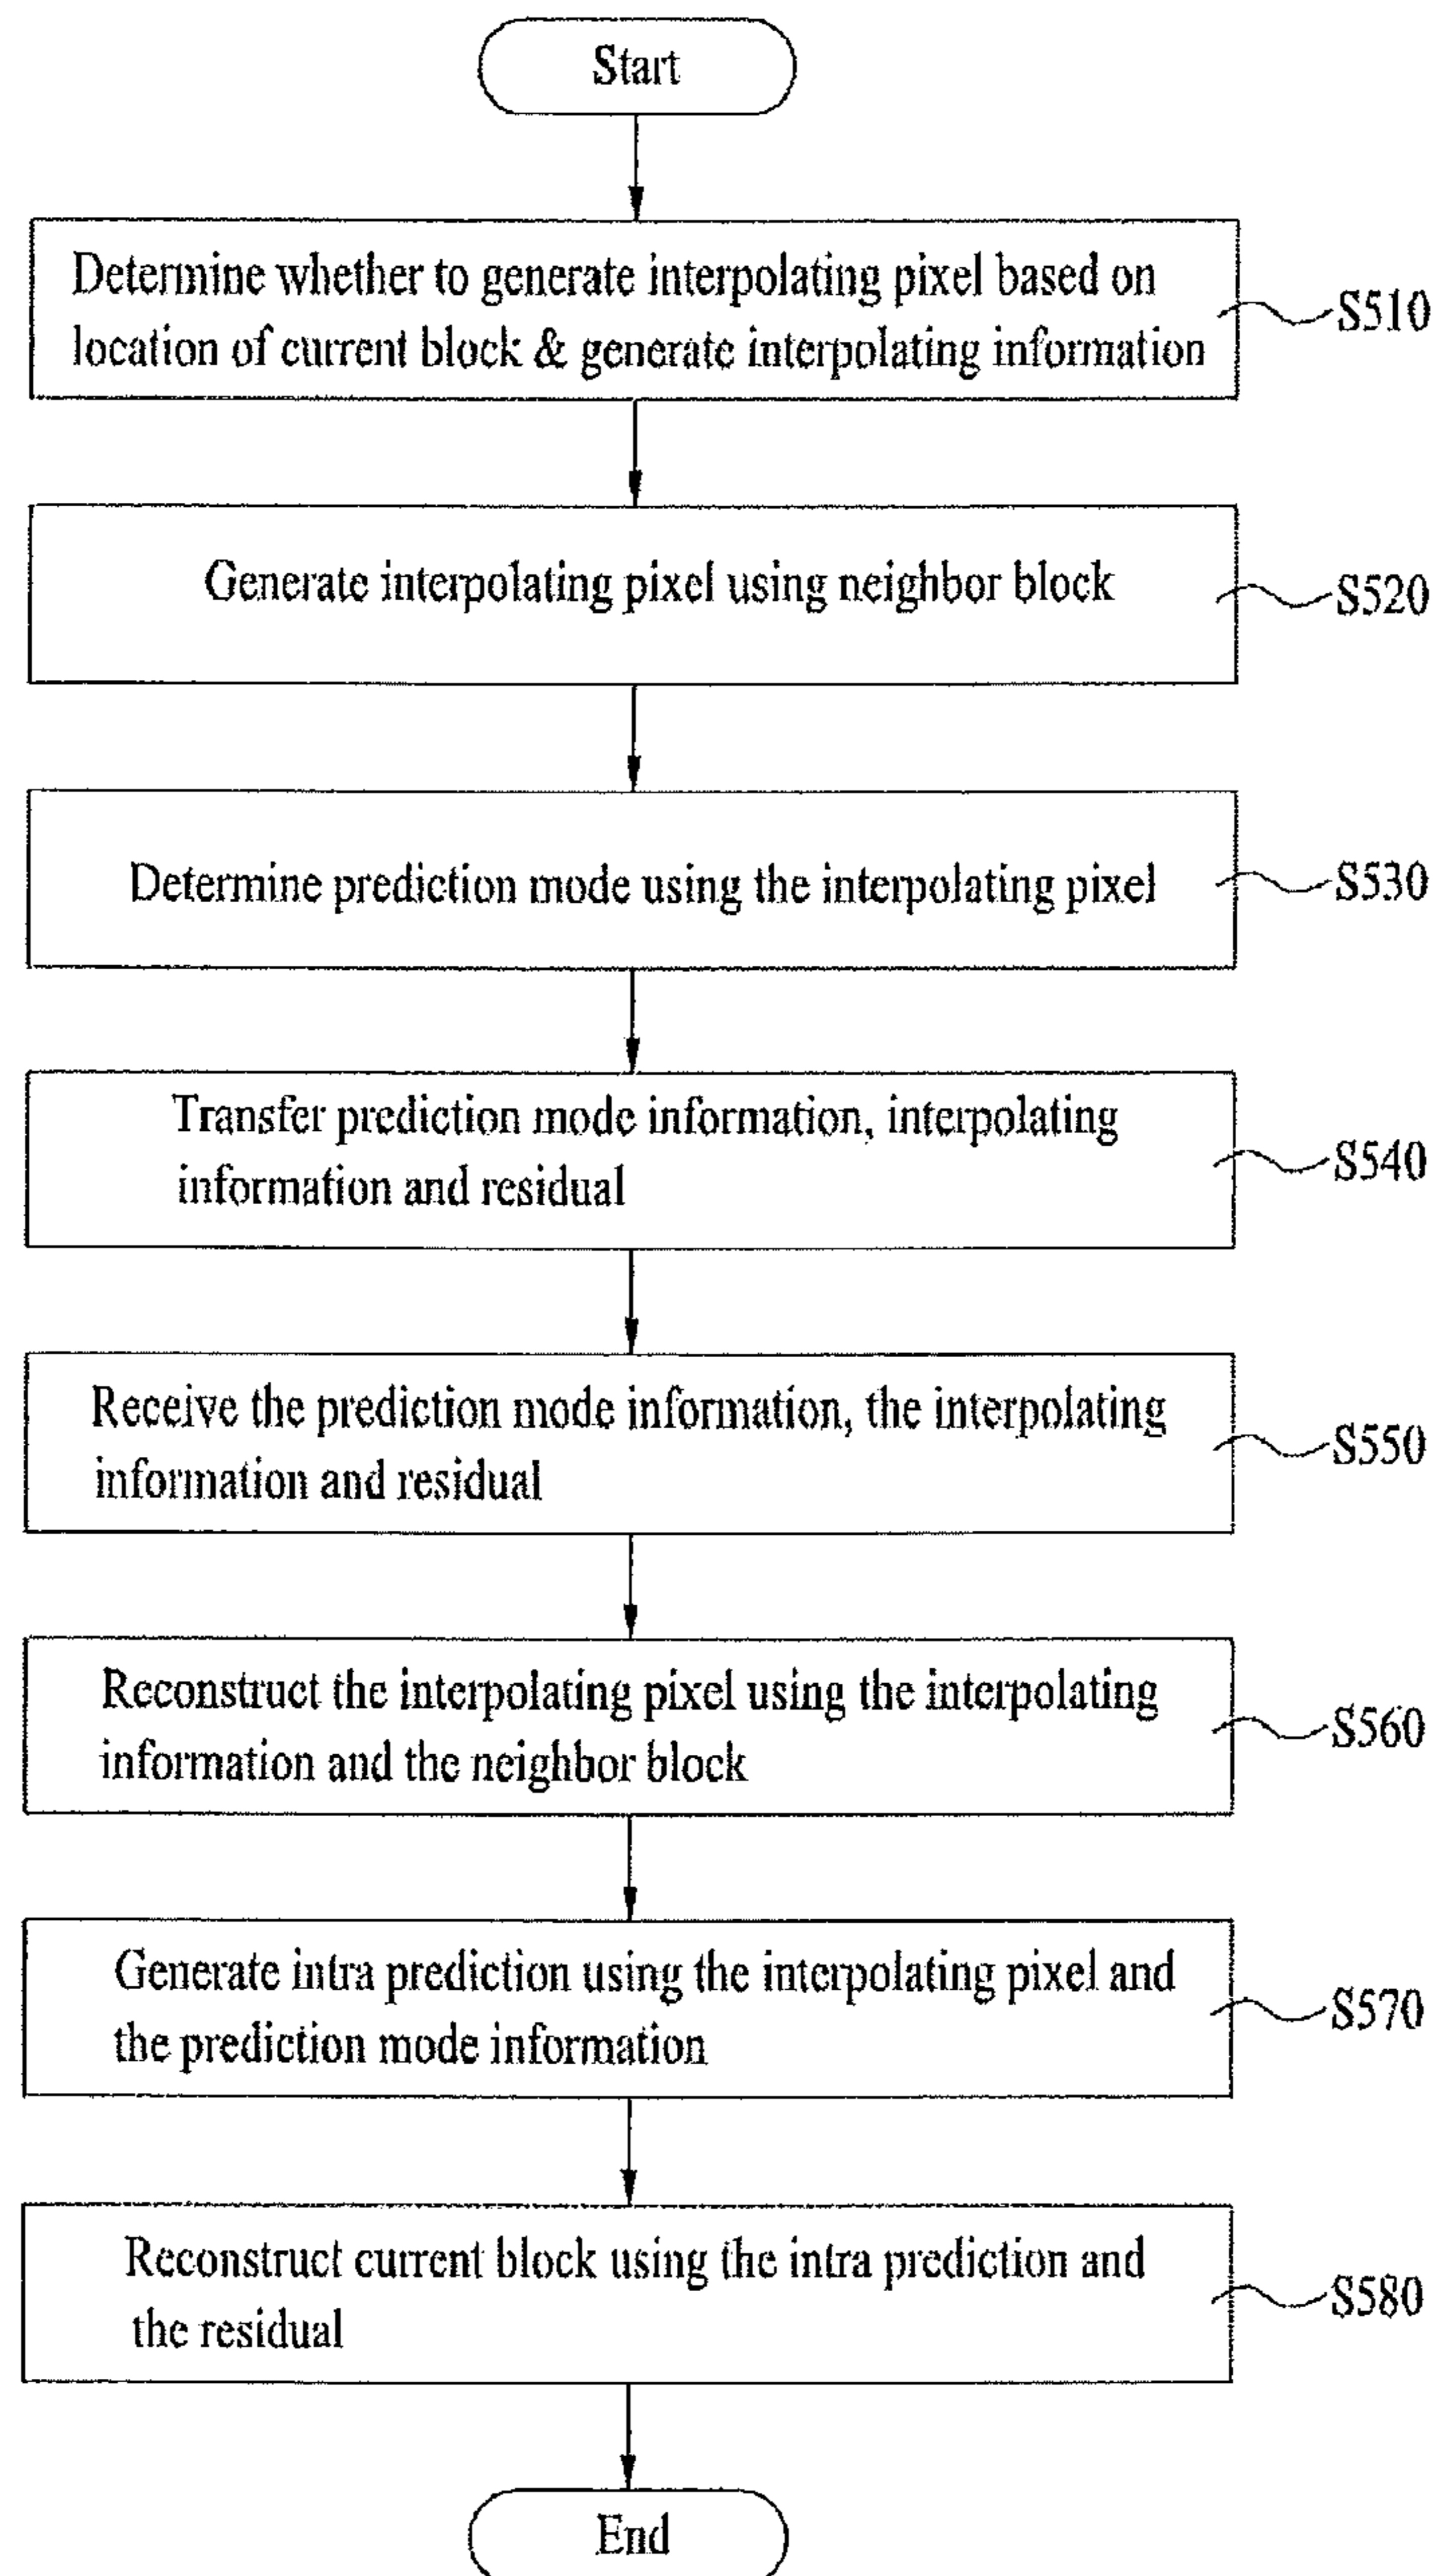 Start
Determine whether to generate interpolating pixel based on
location of current block & generate interpolating information
S510
Generate interpolating pixel using neighbor block
S520
Determine prediction mode using the interpolating pixel
S530
Transfer prediction mode information, interpolating
information and residual
S540
Receive the prediction mode information, the interpolating
information and residual
S550
Reconstruct the interpolating pixel using the interpolating
information and the neighbor block
S560
Generate intra prediction using the interpolating pixel and
the prediction mode information
S570
Reconstruct current block using the intra prediction and
the residual
S580
End